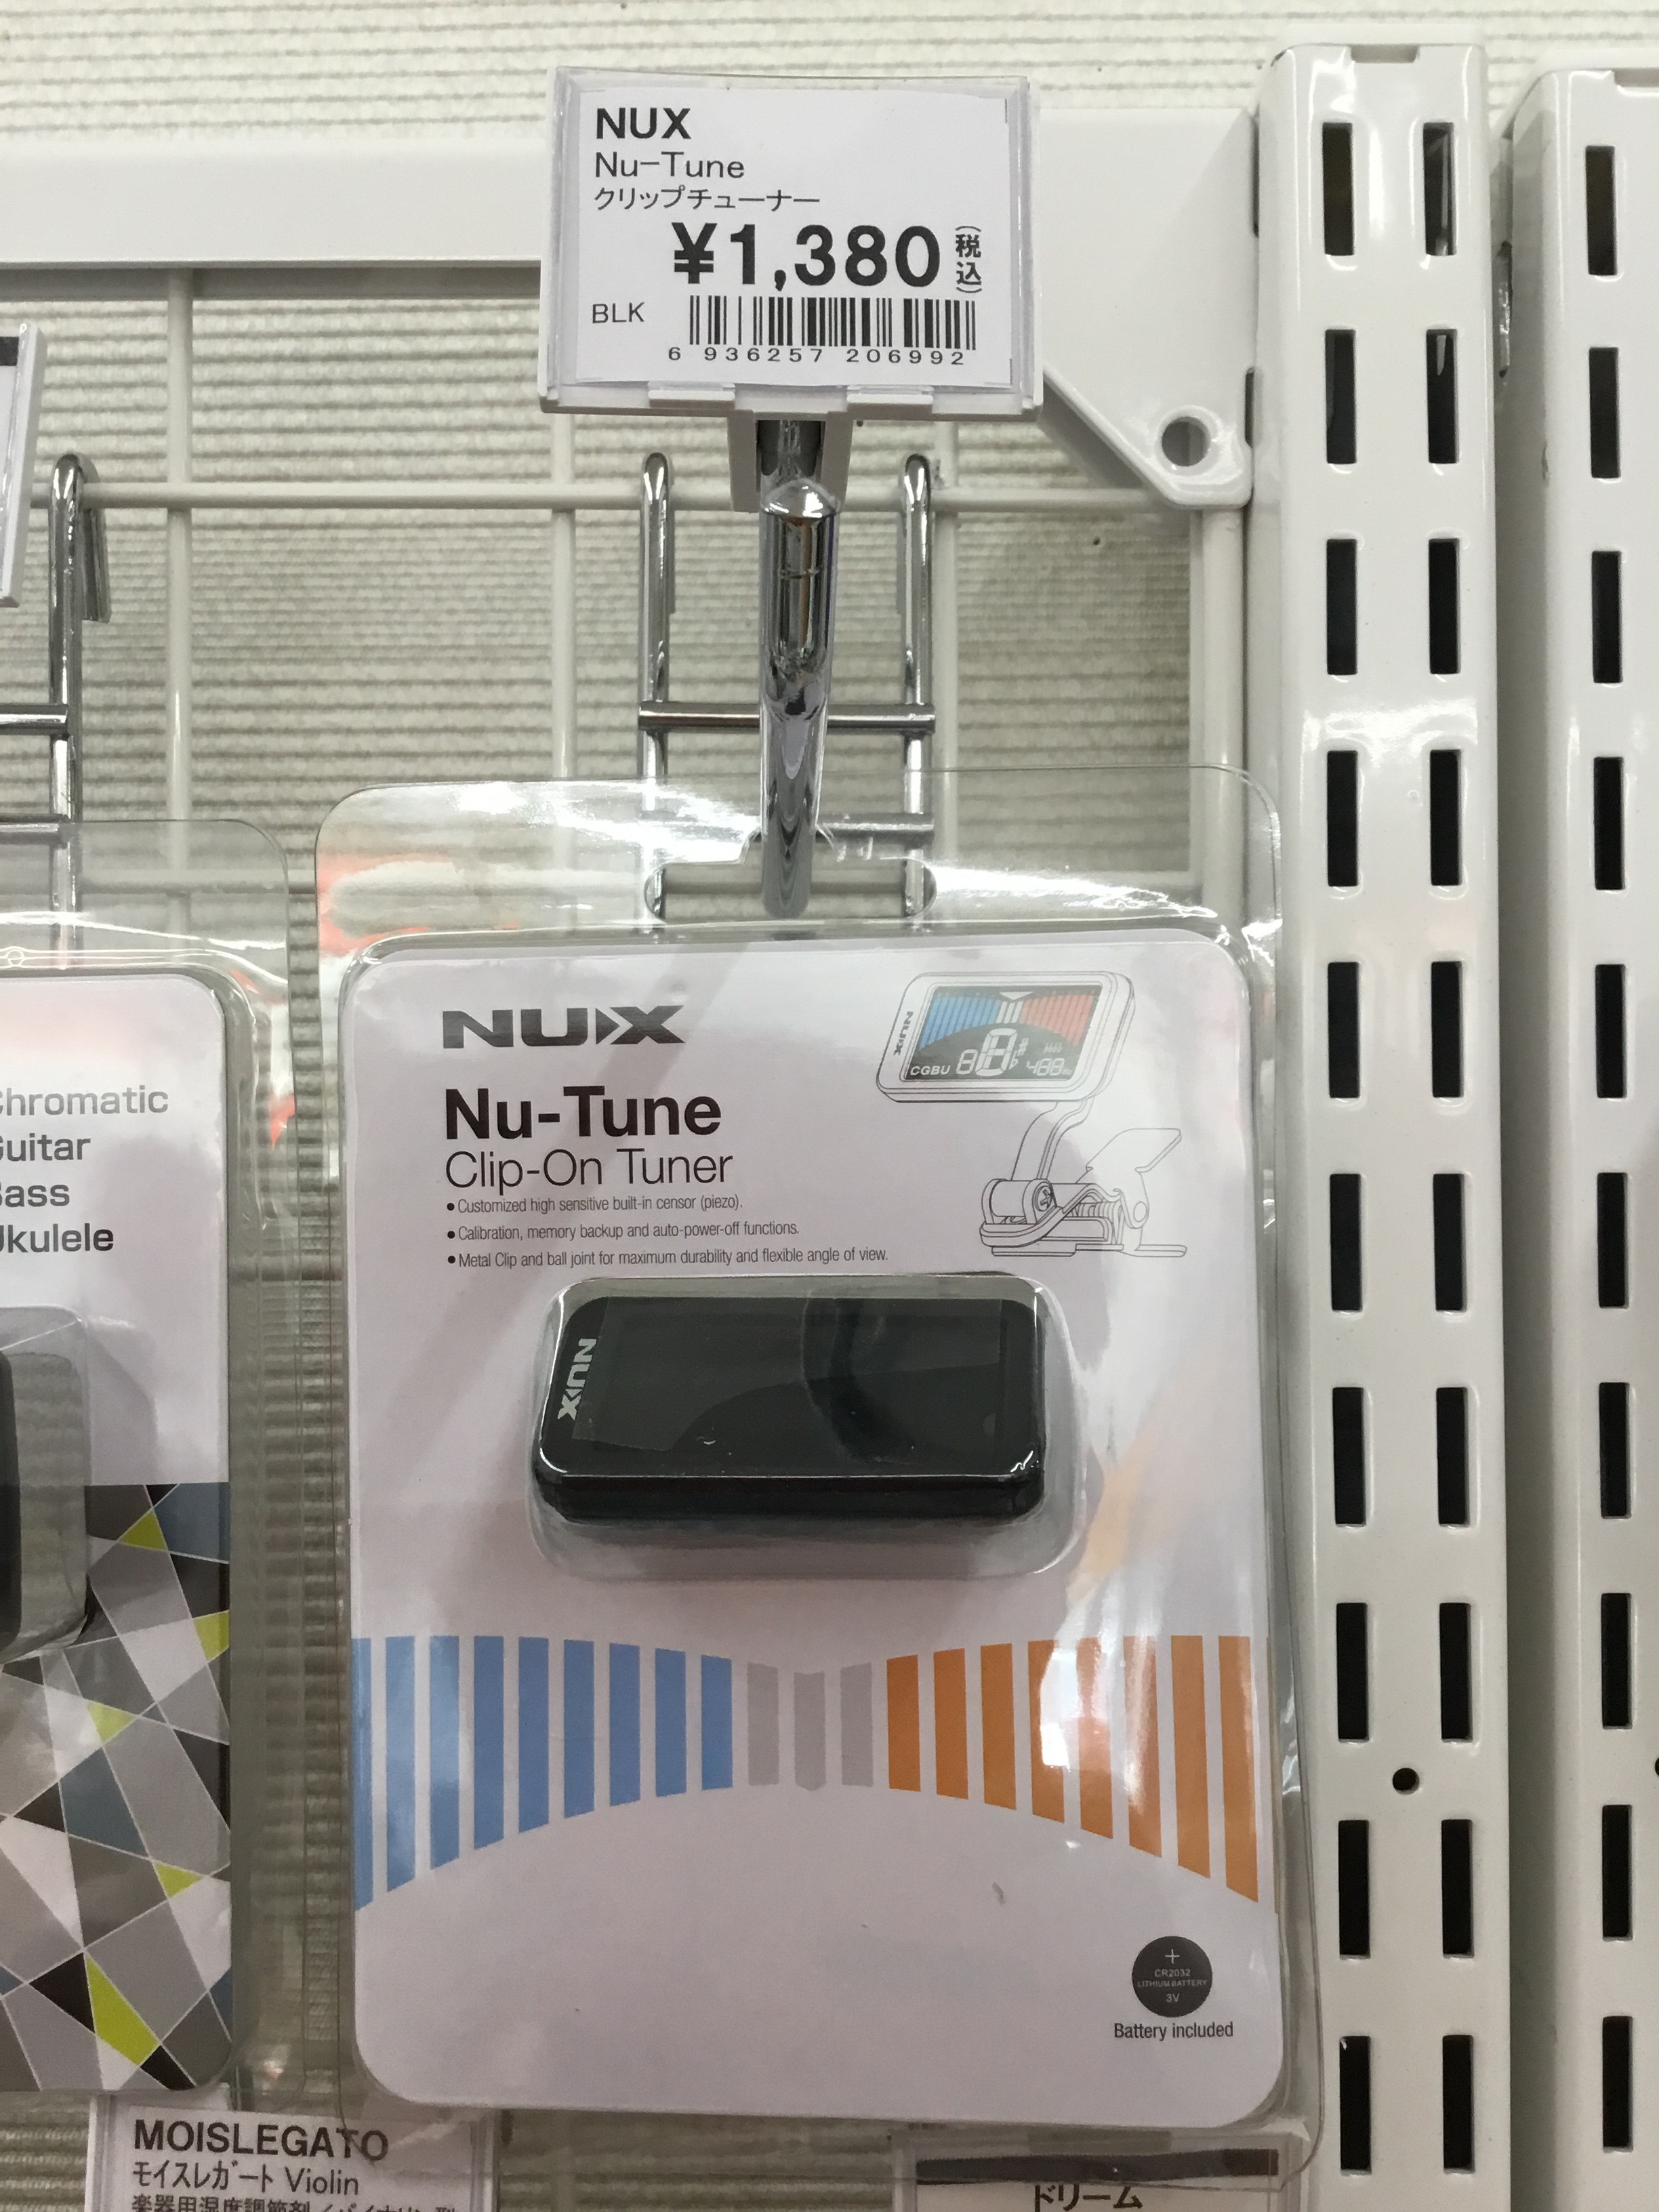 NUX
Nu-Tune
クリップチューナー
¥1,380(税込)
BLK
6 936257 206992
NUX
Nu-Tune
Clip-On Tuner
• Customized high sensitive built-in censor (piezo).
• Calibration, memory backup and auto-power-off functions.
• Metal Clip and ball joint for maximum durability and flexible angle of view.
NUX
CGBU
NUX
+
CR2032
LITHIUM BATTERY
3V
Battery included
MOISLEGATO
モイスレガート Violin
ドリーム